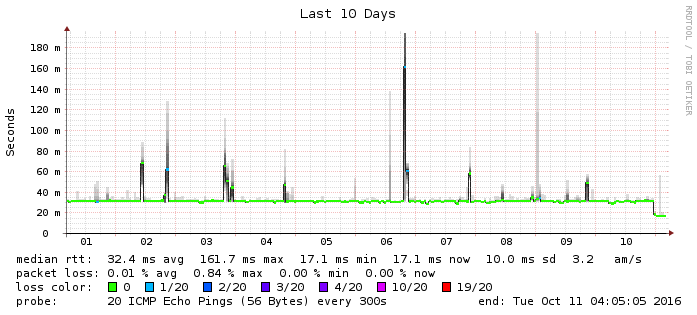 Last 10 Days
RRDTOOL / TOBI OETIKER
Seconds
180 m
160 m
140 m
120 m
100 m
80 m
60 m
40 m
20 m
0
01 02 03 04 05 06 07 08 09 10
median rtt: 32.4 ms avg 161.7 ms max 17.1 ms min 17.1 ms now 10.0 ms sd 3.2 am/s
packet loss: 0.01 % avg 0.84 % max 0.00 % min 0.00 % now
loss color: 0 1/20 2/20 3/20 4/20 10/20 19/20
probe: 20 ICMP Echo Pings (56 Bytes) every 300s end: Tue Oct 11 04:05:05 2016